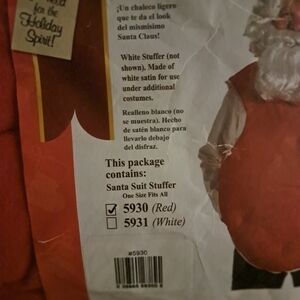 for the
Holiday
Spirit!
¡Un chaleco ligero
que te da el look
del mismísimo
Santa Claus!
White Stuffer (not
shown). Made of
white satin for use
under additional
costumes.
Realleno blanco (no
se muestra). Hecho
de satén blanco para
llevarlo debajo
del disfraz.
This package
contains:
Santa Suit Stuffer
One Size Fits All
5930 (Red)
5931 (White)
#5930